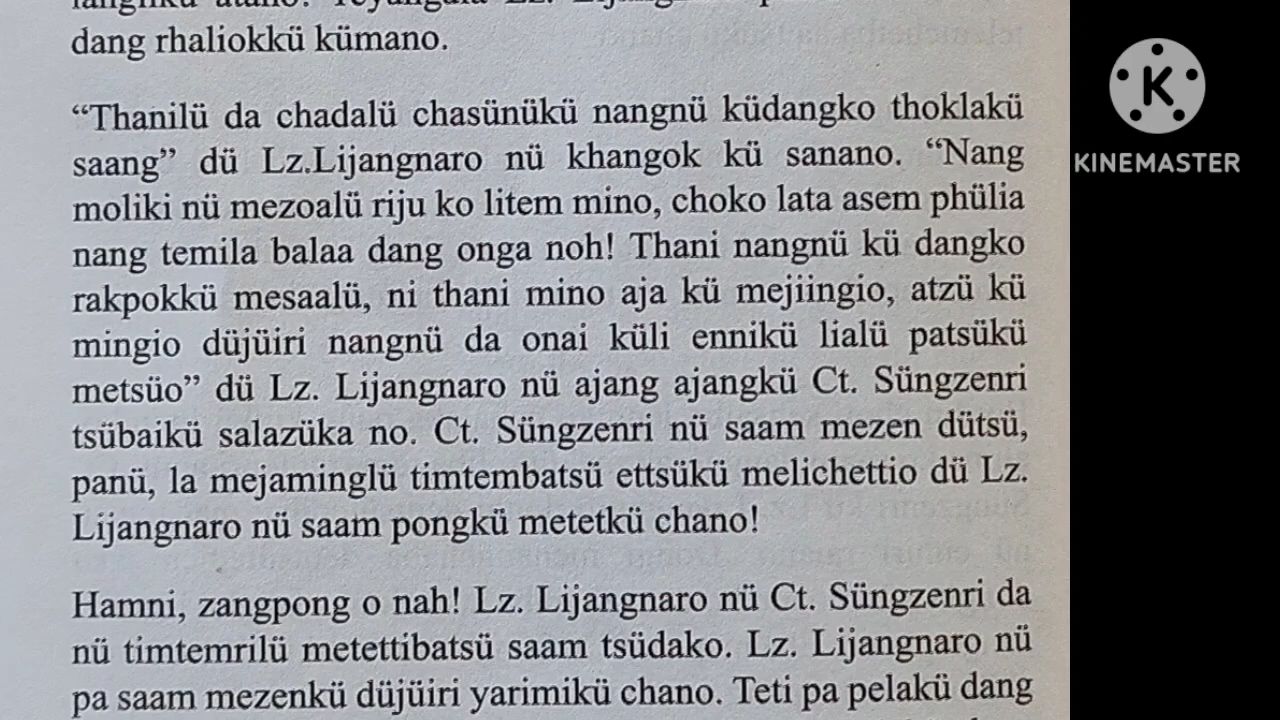 dang rhaliokkü kümano.
“Thanilü da chadalü chasünükü nangnü küdangko thoklakü
saang” dü Lz.Lijangnaro nü khangok kü sanano. “Nang
moliki nü mezoalü riju ko litem mino, choko lata asem phülia
nang temila balaa dang onga noh! Thani nangnü kü dangko
rakpokkü mesaalü, ni thani mino aja kü mejiingio, atzü kü
mingio düjüiri nangnü da onai küli ennikü lialü patsükü
metsüo” dü Lz. Lijangnaro nü ajang ajangkü Ct. Süngzenri
tsübaikü salazüka no. Ct. Süngzenri nü saam mezen dütsü,
panü, la mejaminglü timtembatsü ettsükü melichettio dü Lz.
Lijangnaro nü saam pongkü metetkü chano!
Hamni, zangpong o nah! Lz. Lijangnaro nü Ct. Süngzenri da
nü timtemrilü metettibatsü saam tsüdako. Lz. Lijangnaro nü
pa saam mezenkü düjüiri yarimikü chano. Teti pa pelakü dang
KINEMASTER